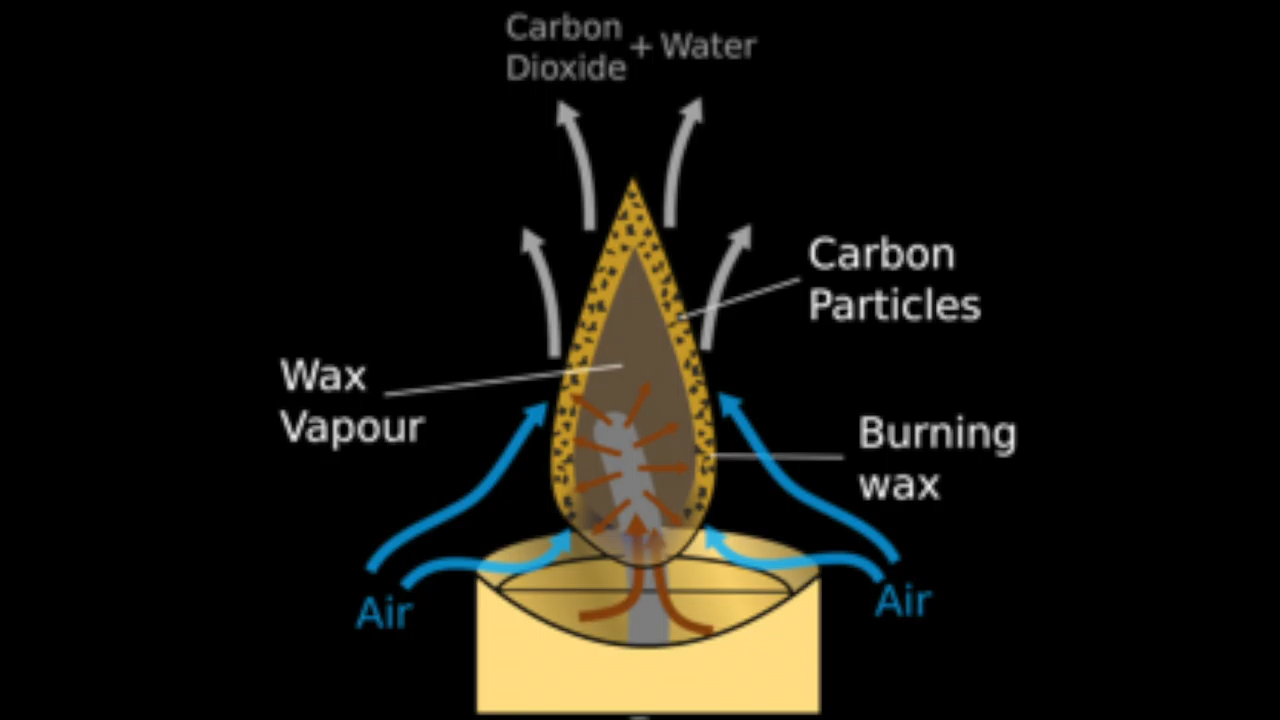 Carbon
Dioxide + Water
Carbon
Particles
Wax
Vapour
Burning
wax
Air
Air